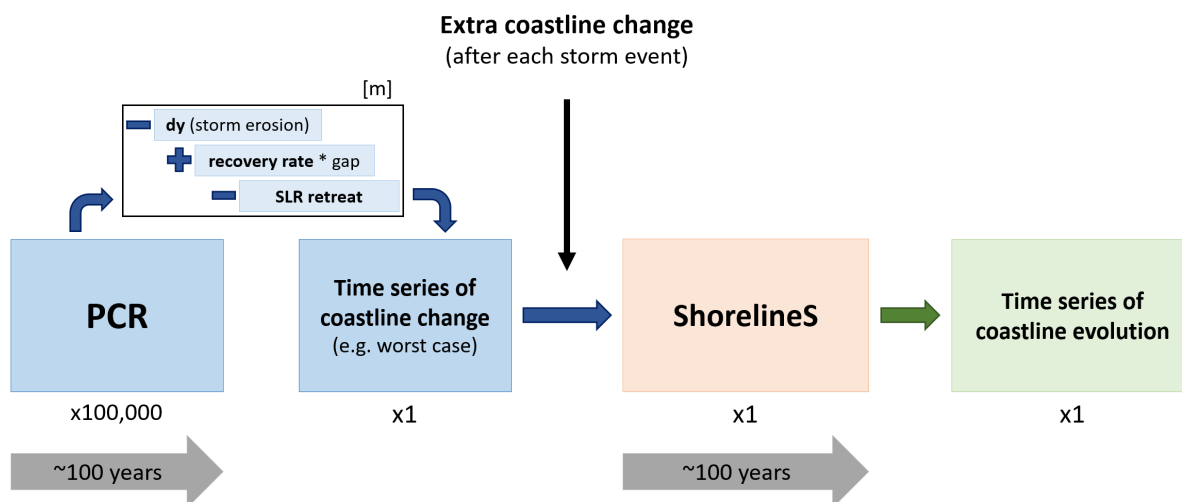 Extra coastline change
(after each storm event)
[m]
dy (storm erosion)
recovery rate * gap
SLR retreat
PCR
Time series of
coastline change
(e.g. worst case)
ShorelineS
Time series of
coastline evolution
x100,000
x1
x1
x1
~100 years
~100 years